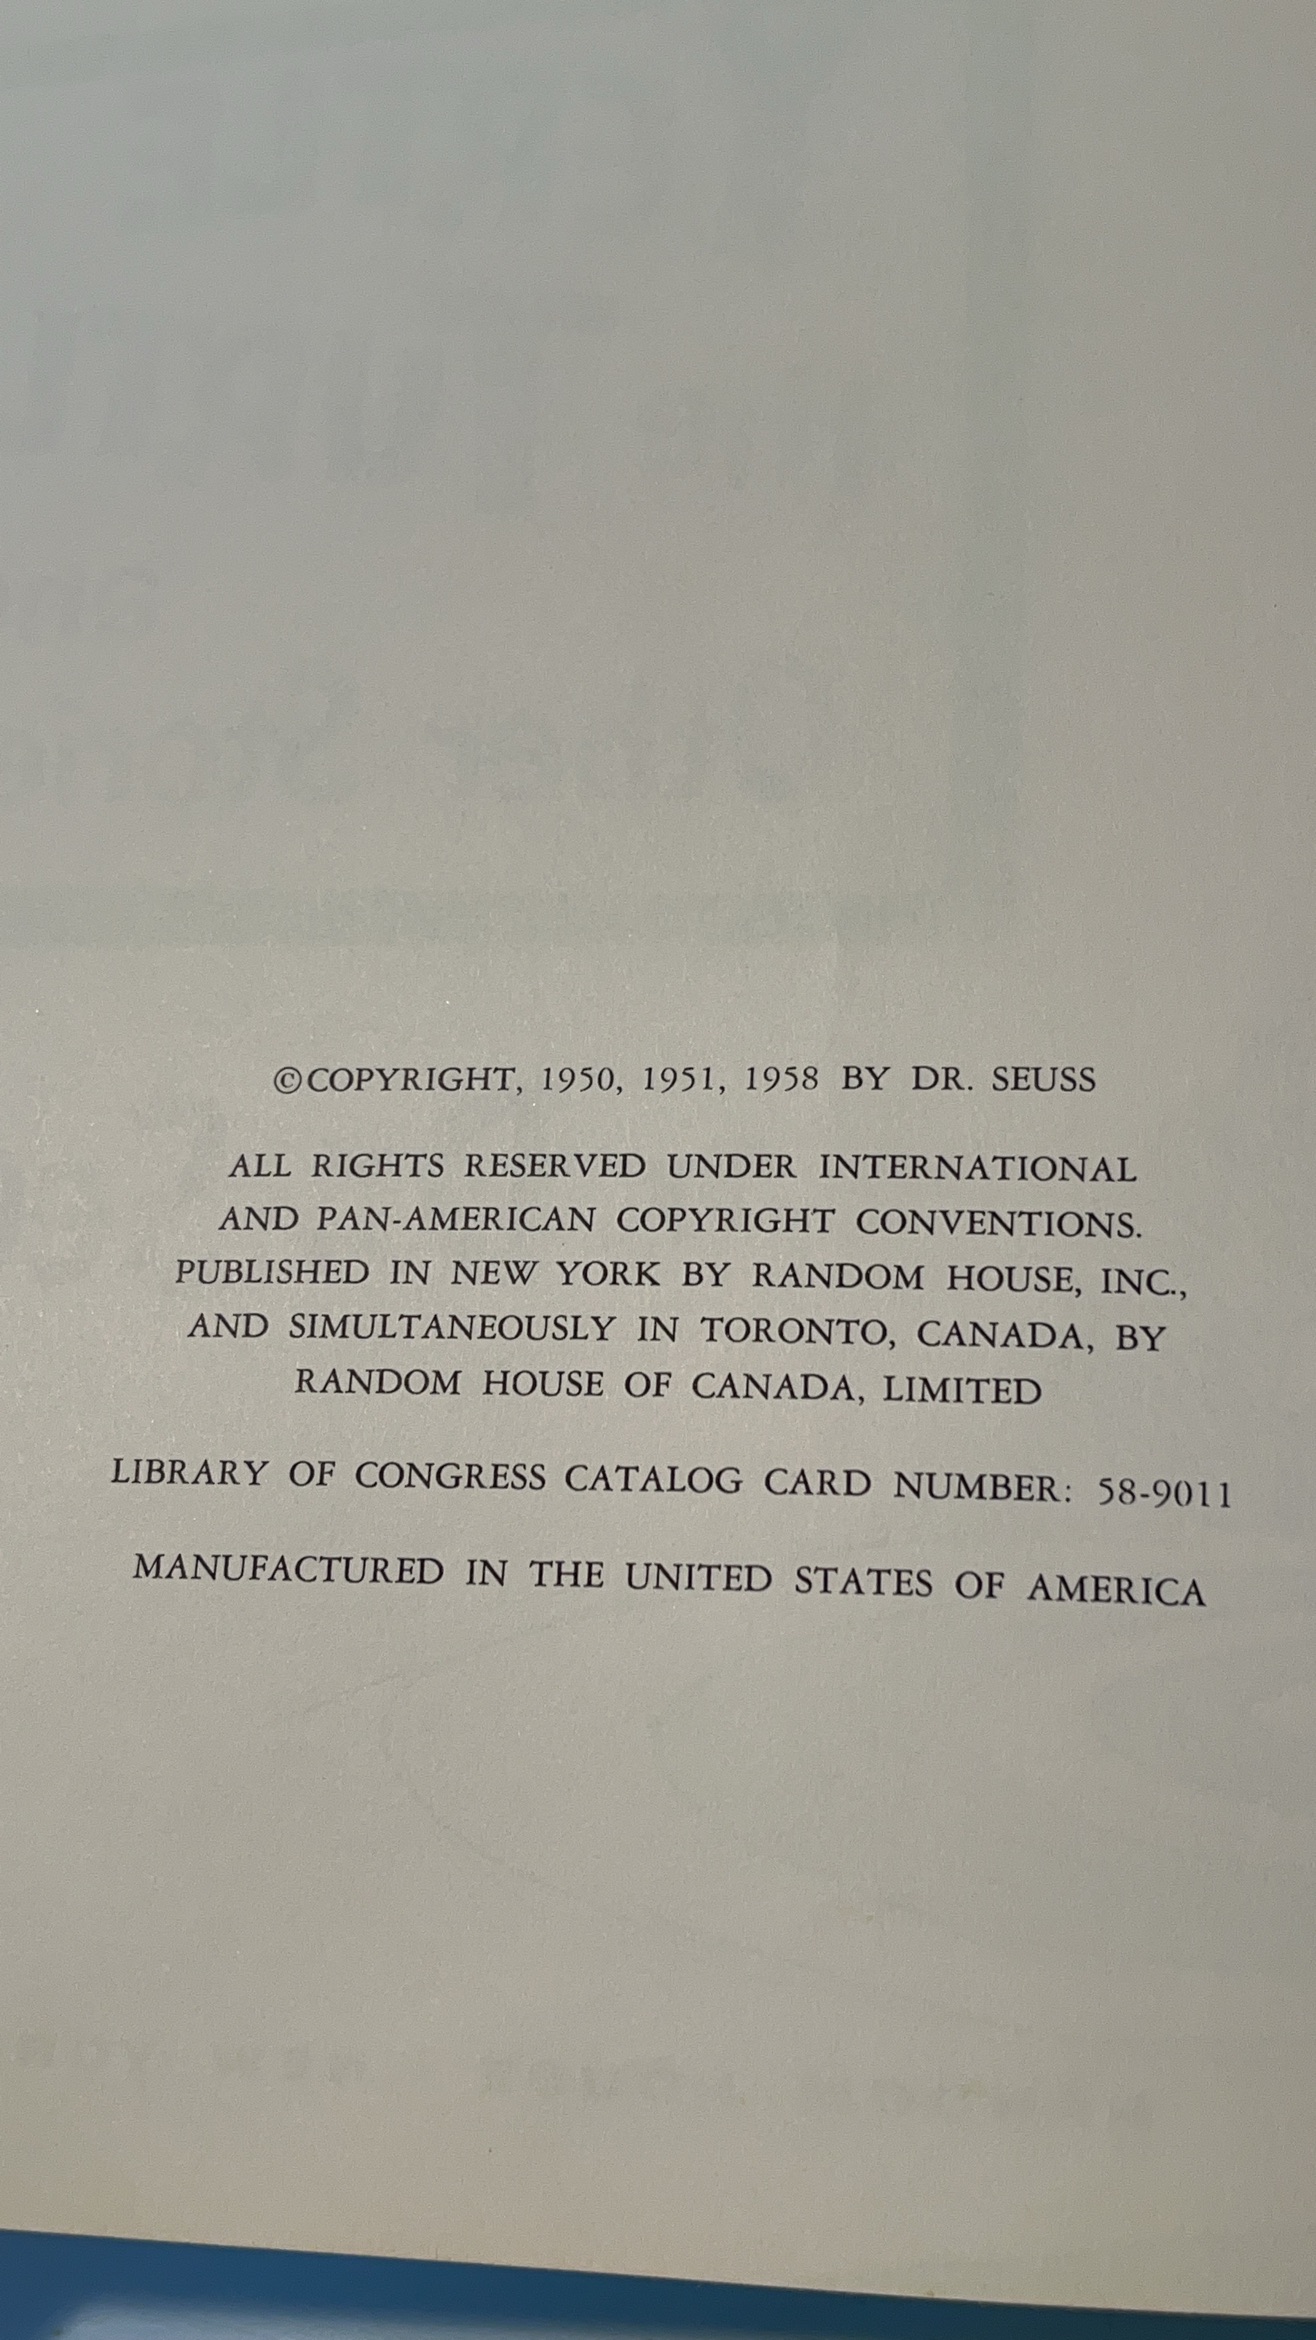 ©COPYRIGHT, 1950, 1951, 1958 BY DR. SEUSS
ALL RIGHTS RESERVED UNDER INTERNATIONAL
AND PAN-AMERICAN COPYRIGHT CONVENTIONS.
PUBLISHED IN NEW YORK BY RANDOM HOUSE, INC.,
AND SIMULTANEOUSLY IN TORONTO, CANADA, BY
RANDOM HOUSE OF CANADA, LIMITED
LIBRARY OF CONGRESS CATALOG CARD NUMBER: 58-9011
MANUFACTURED IN THE UNITED STATES OF AMERICA